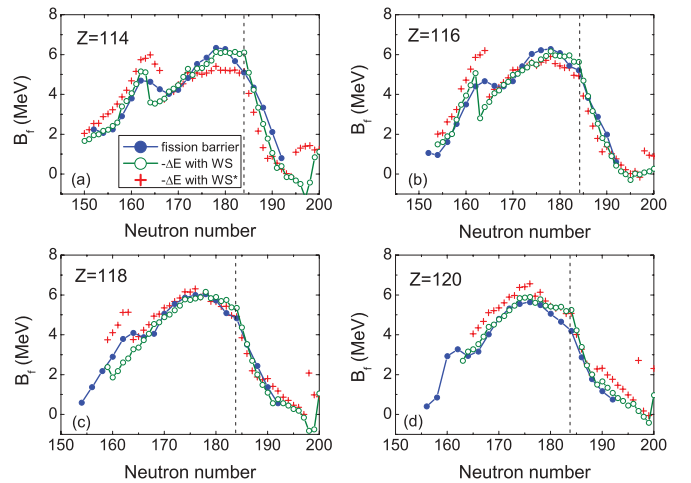 Z=114
8
6
4
2
0
B_f (MeV)
fission barrier
-ΔE with WS
-ΔE with WS*
(a)
150 160 170 180 190 200
Neutron number
Z=116
8
6
4
2
0
B_f (MeV)
(b)
150 160 170 180 190 200
Neutron number
Z=118
8
6
4
2
0
B_f (MeV)
(c)
150 160 170 180 190 200
Neutron number
Z=120
8
6
4
2
0
B_f (MeV)
(d)
150 160 170 180 190 200
Neutron number